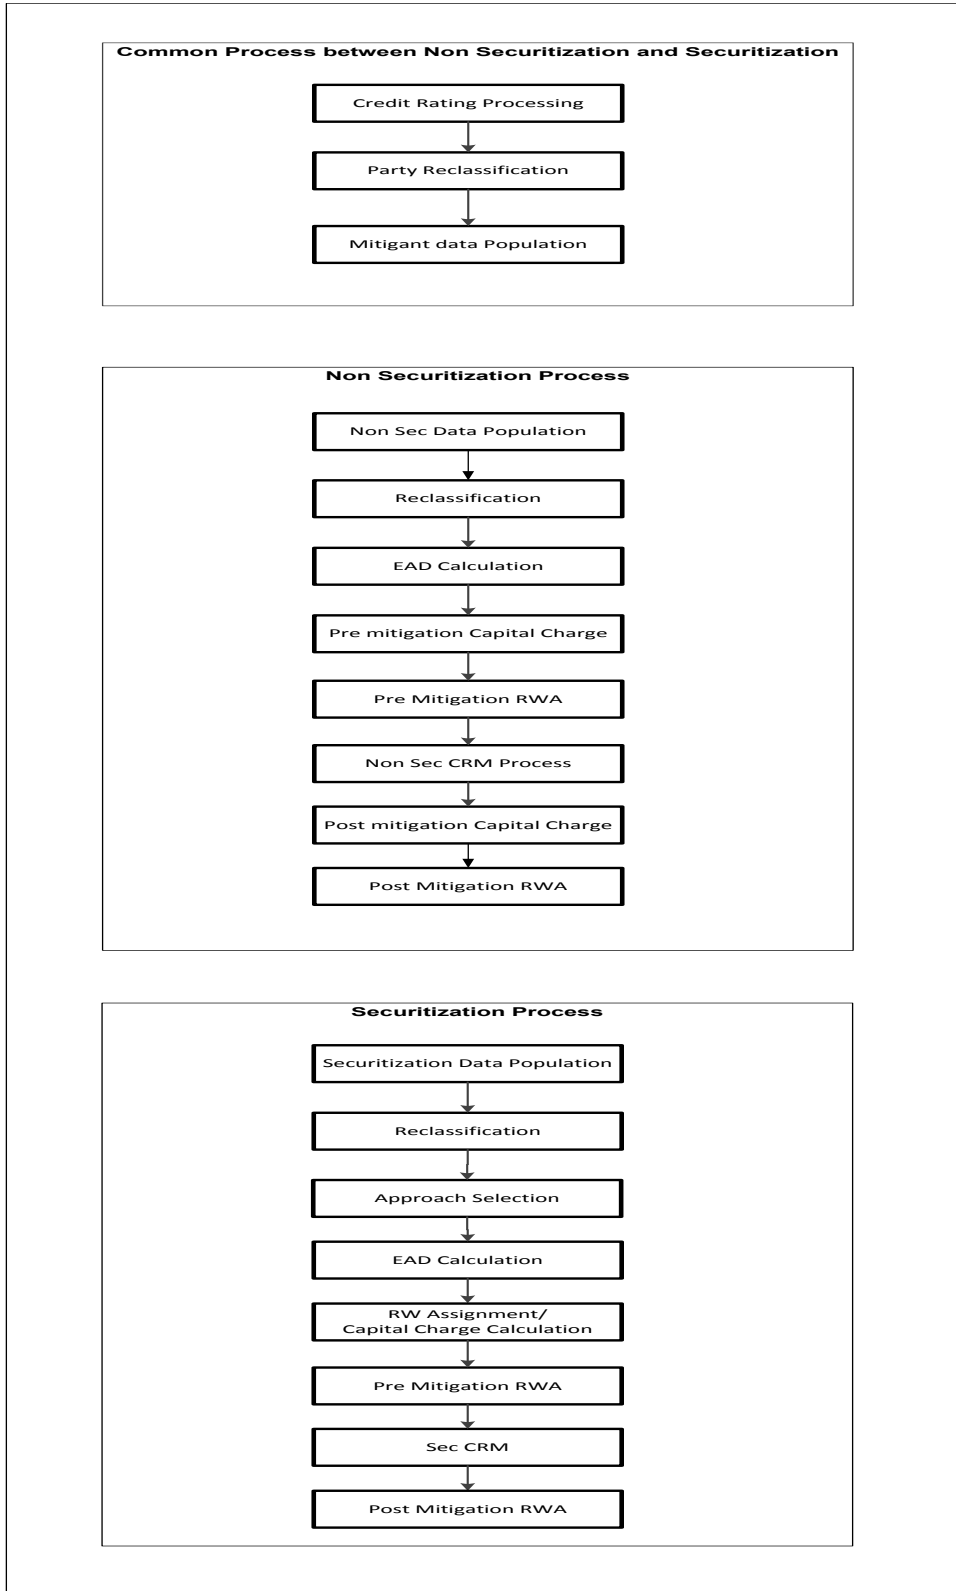 Common Process between Non Securitization and Securitization
Credit Rating Processing
Party Reclassification
Mitigant data Population
Non Securitization Process
Non Sec Data Population
Reclassification
EAD Calculation
Pre mitigation Capital Charge
Pre Mitigation RWA
Non Sec CRM Process
Post mitigation Capital Charge
Post Mitigation RWA
Securitization Process
Securitization Data Population
Reclassification
Approach Selection
EAD Calculation
RW Assignment/
Capital Charge Calculation
Pre Mitigation RWA
Sec CRM
Post Mitigation RWA